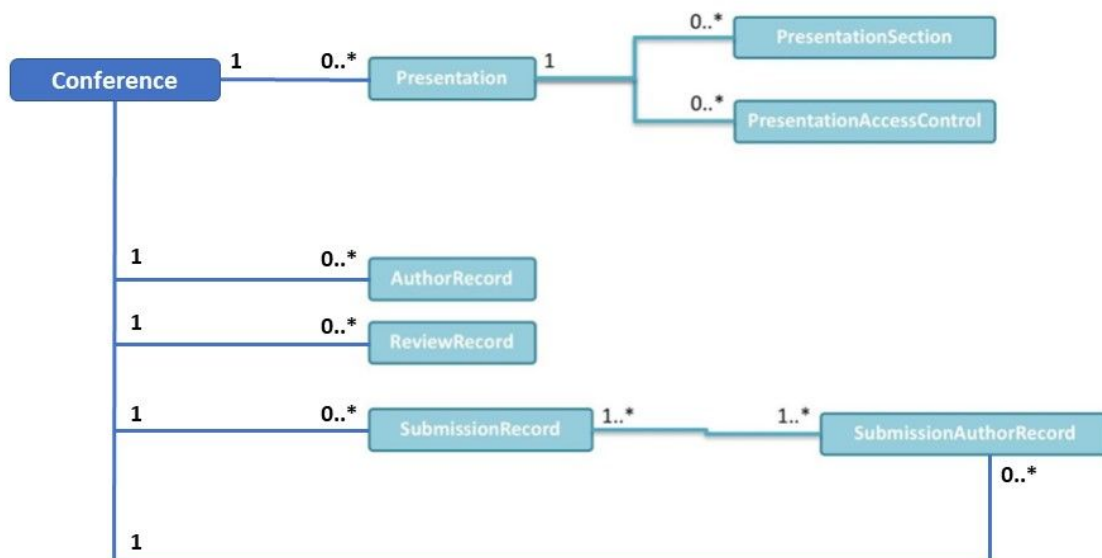 0..*
PresentationSection
Conference
1
0..*
Presentation
1
0..*
PresentationAccessControl
1
0..*
AuthorRecord
1
0..*
ReviewRecord
1
0..*
SubmissionRecord
1..*
1..*
SubmissionAuthorRecord
0..*
1